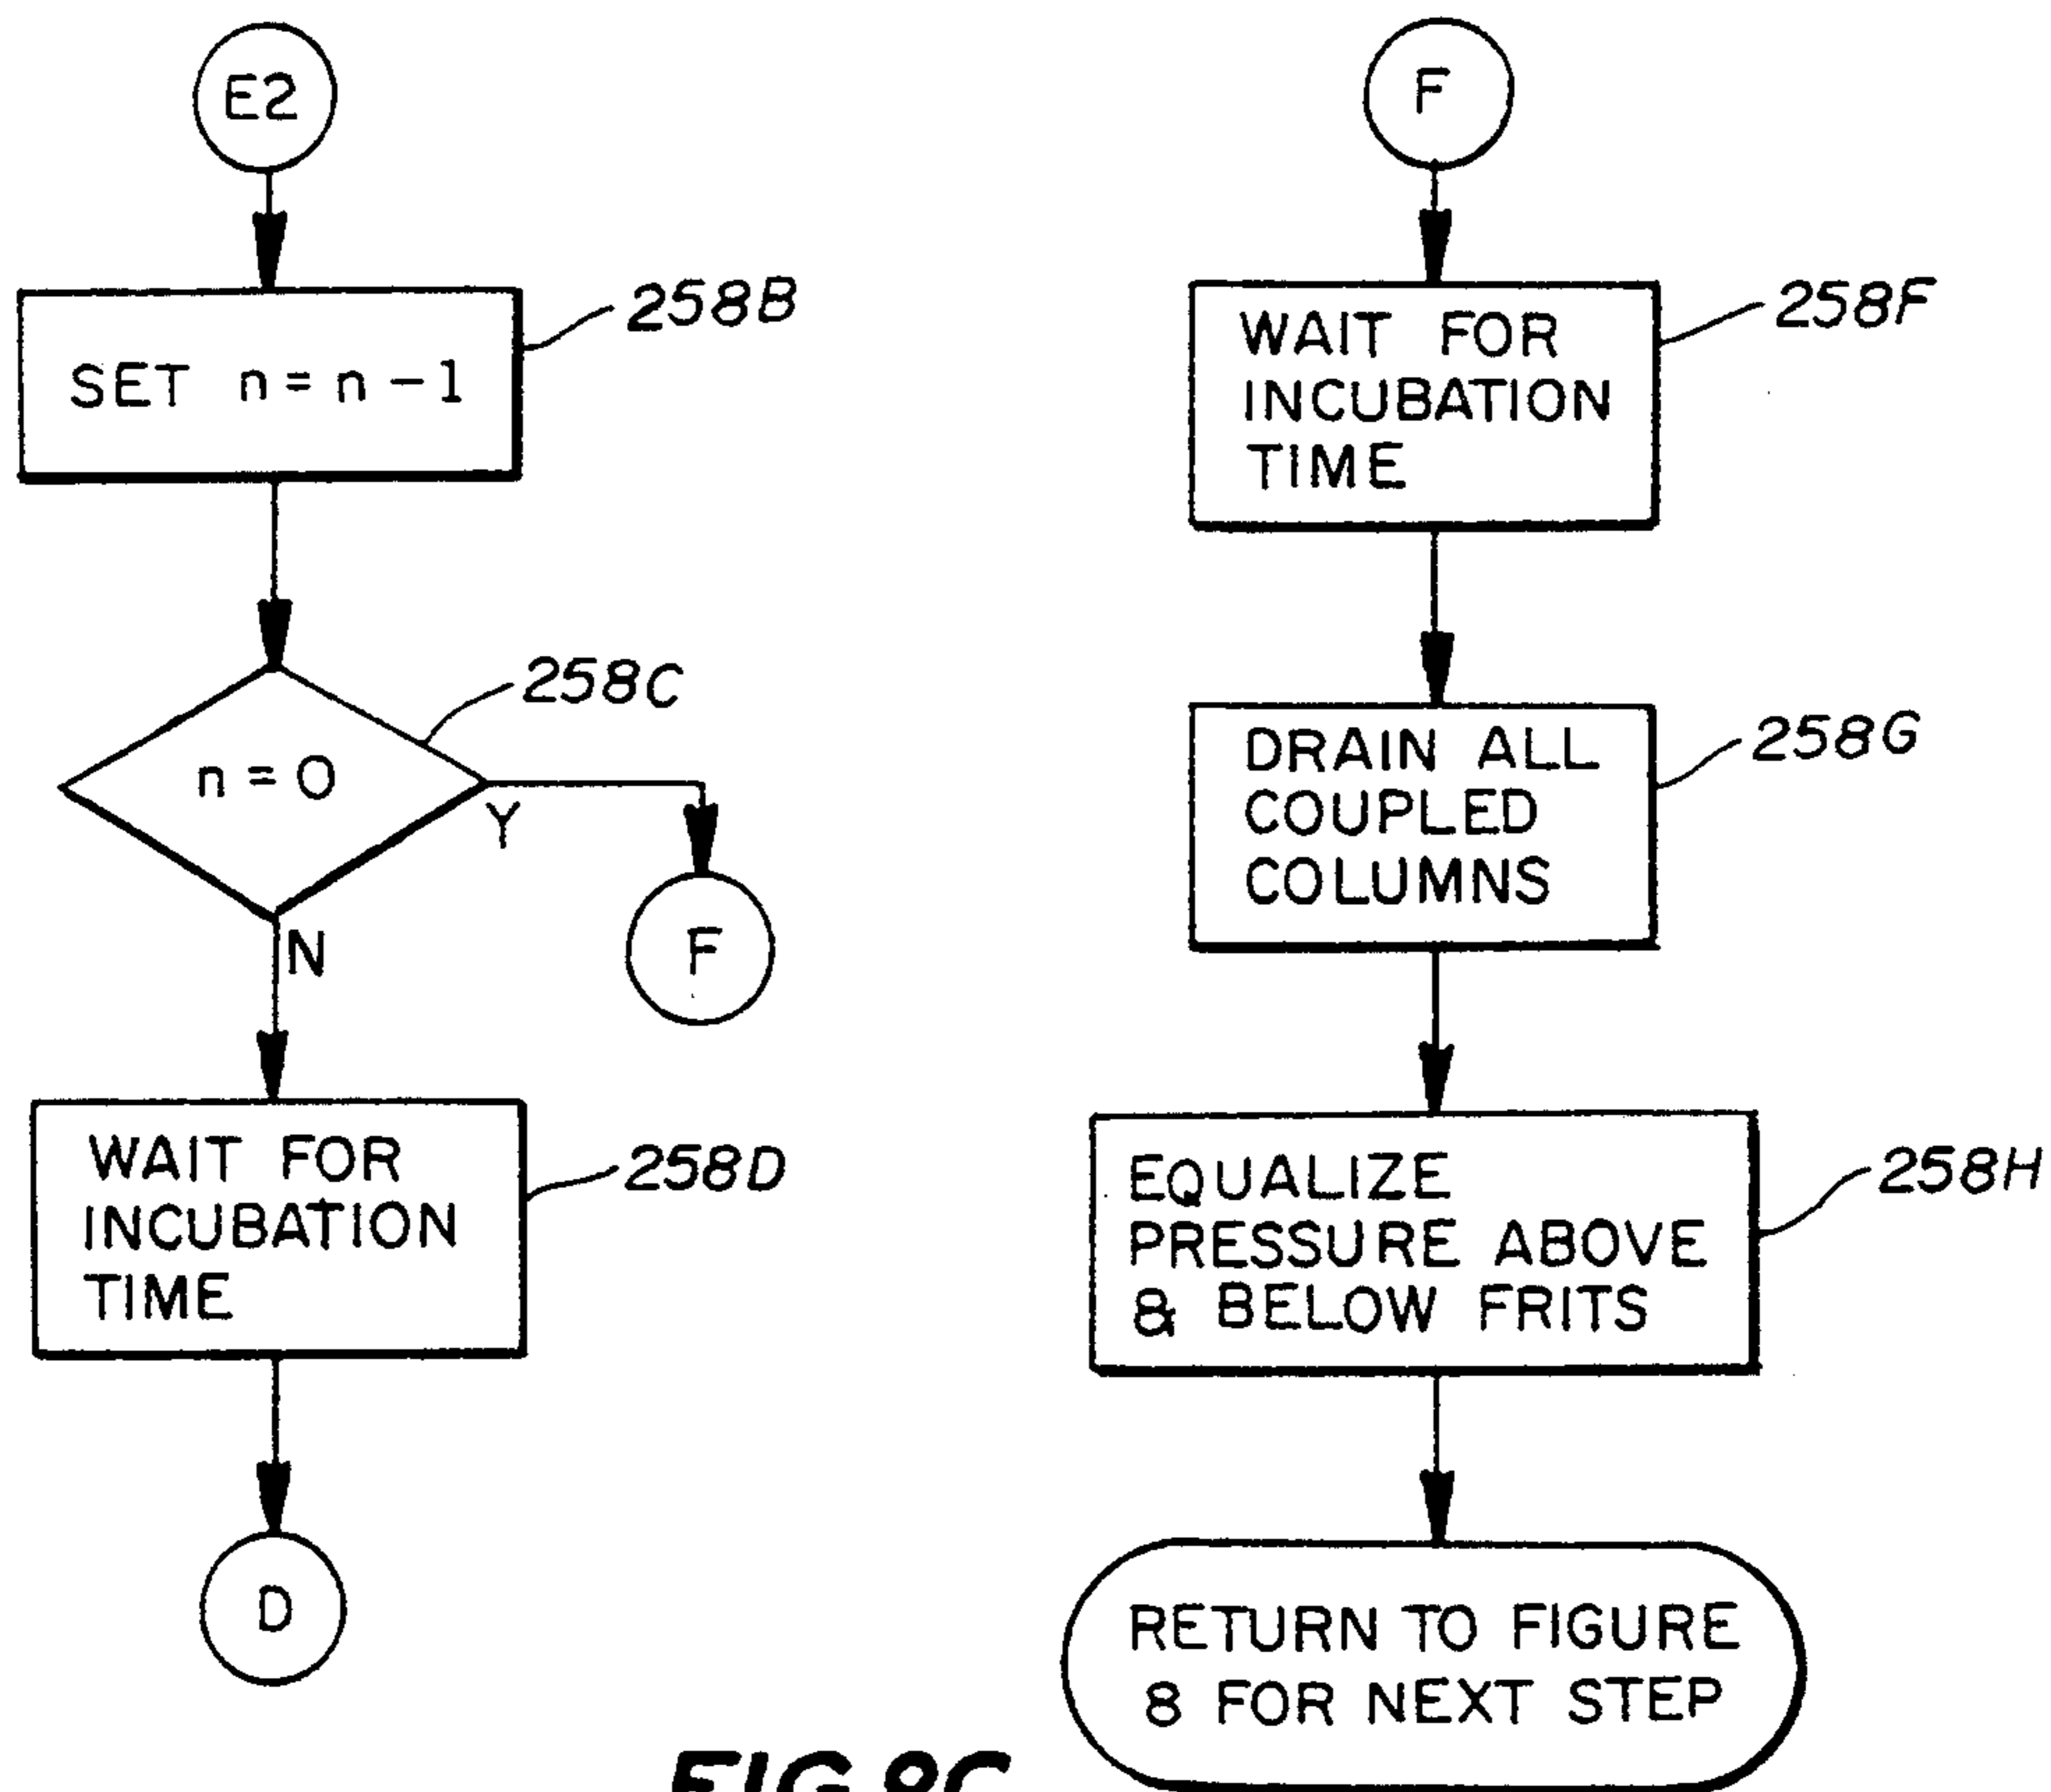 E2
SET n = n - 1
258B
n = 0
258C
Y
F
N
WAIT FOR
INCUBATION
TIME
258D
D
F
WAIT FOR
INCUBATION
TIME
258F
DRAIN ALL
COUPLED
COLUMNS
258G
EQUALIZE
PRESSURE ABOVE
& BELOW FRITS
258H
RETURN TO FIGURE
8 FOR NEXT STEP